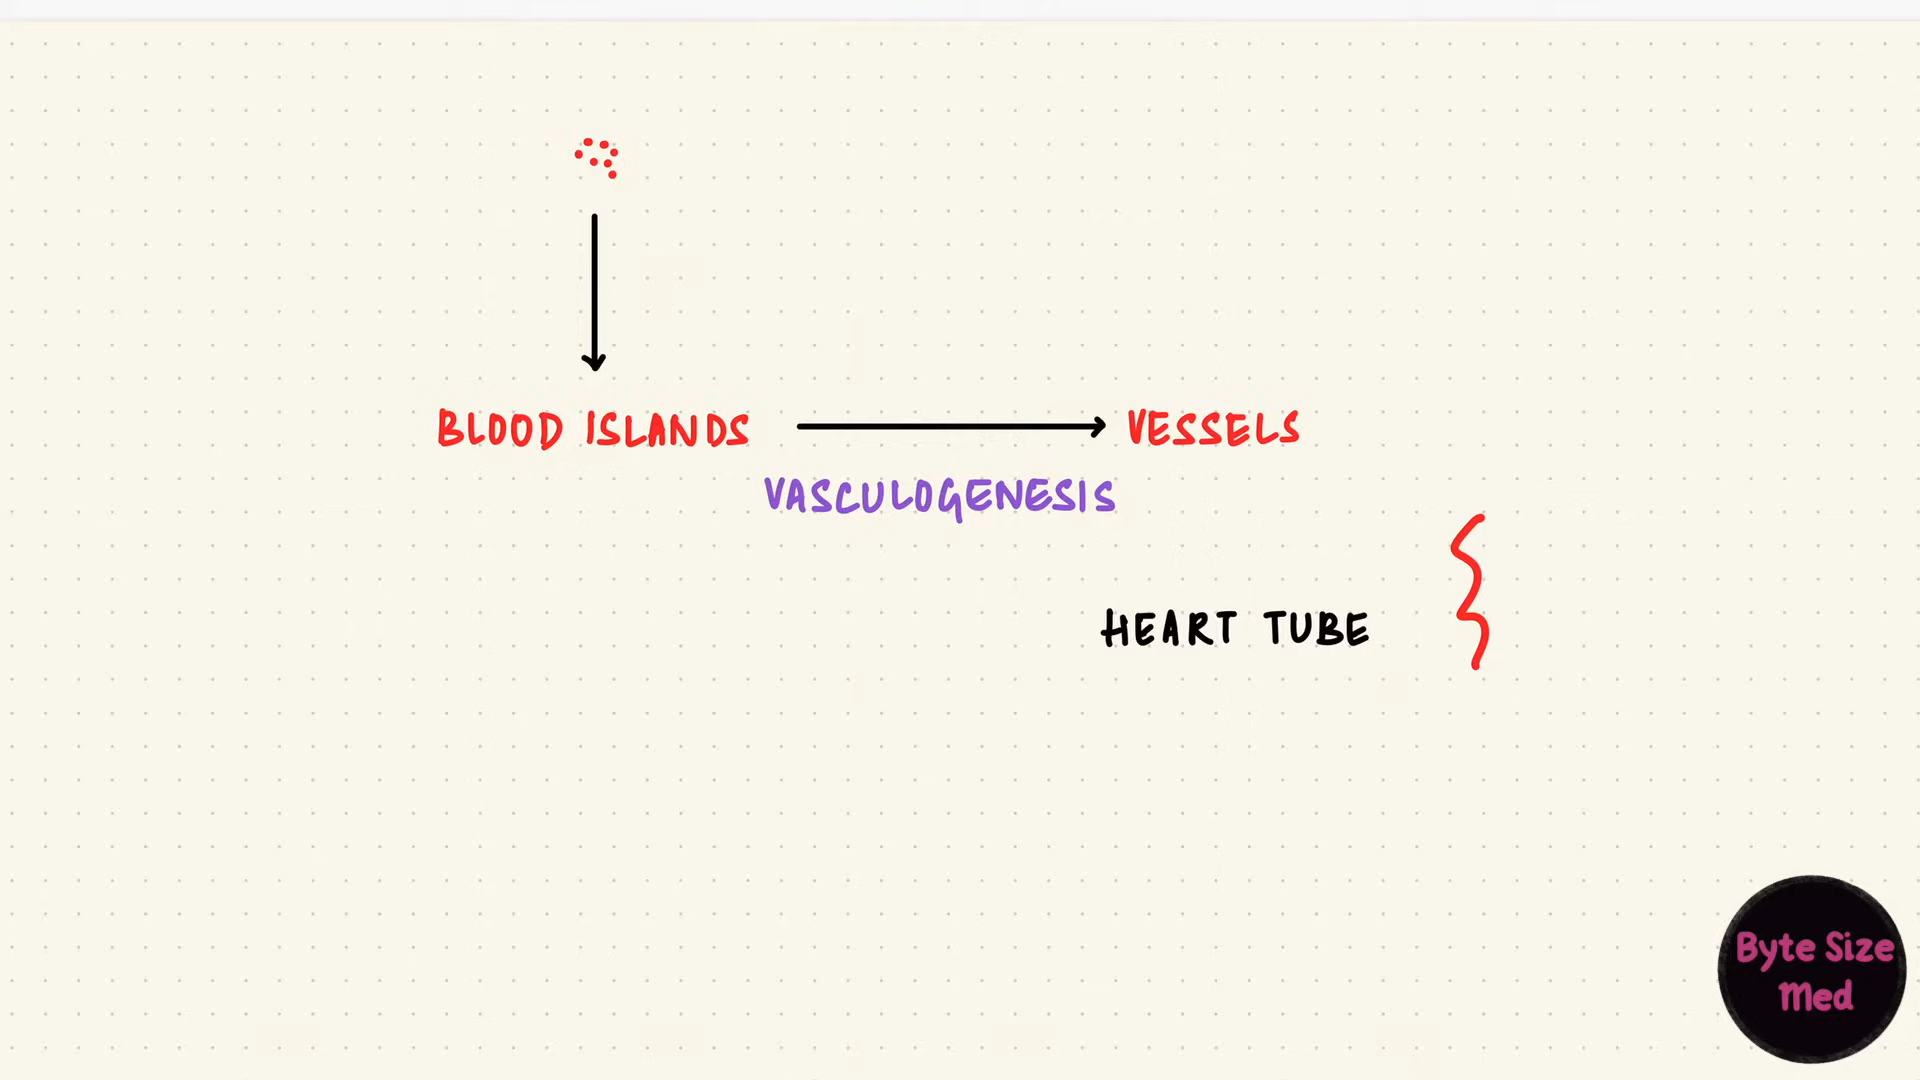 BLOOD ISLANDS
VESSELS
VASCULOGENESIS
HEART TUBE
Byte Size
Med